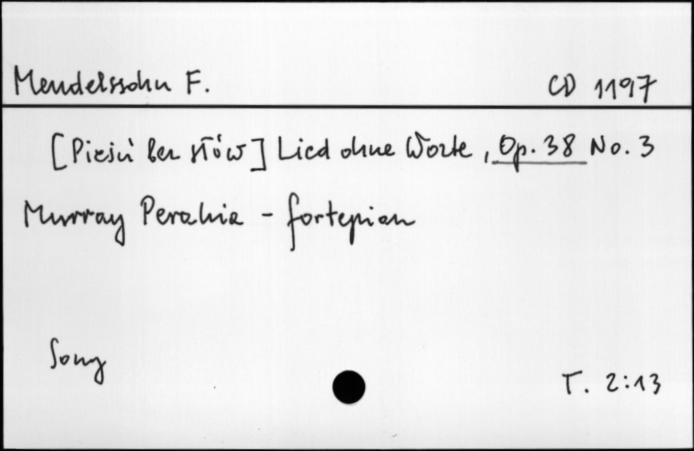 Mendelssohn F. CD 1197
[Pieśń bez słów] Lied ohne Worte, Op. 38 No. 3
Murray Perahia - fortepian
Sony T. 2:13